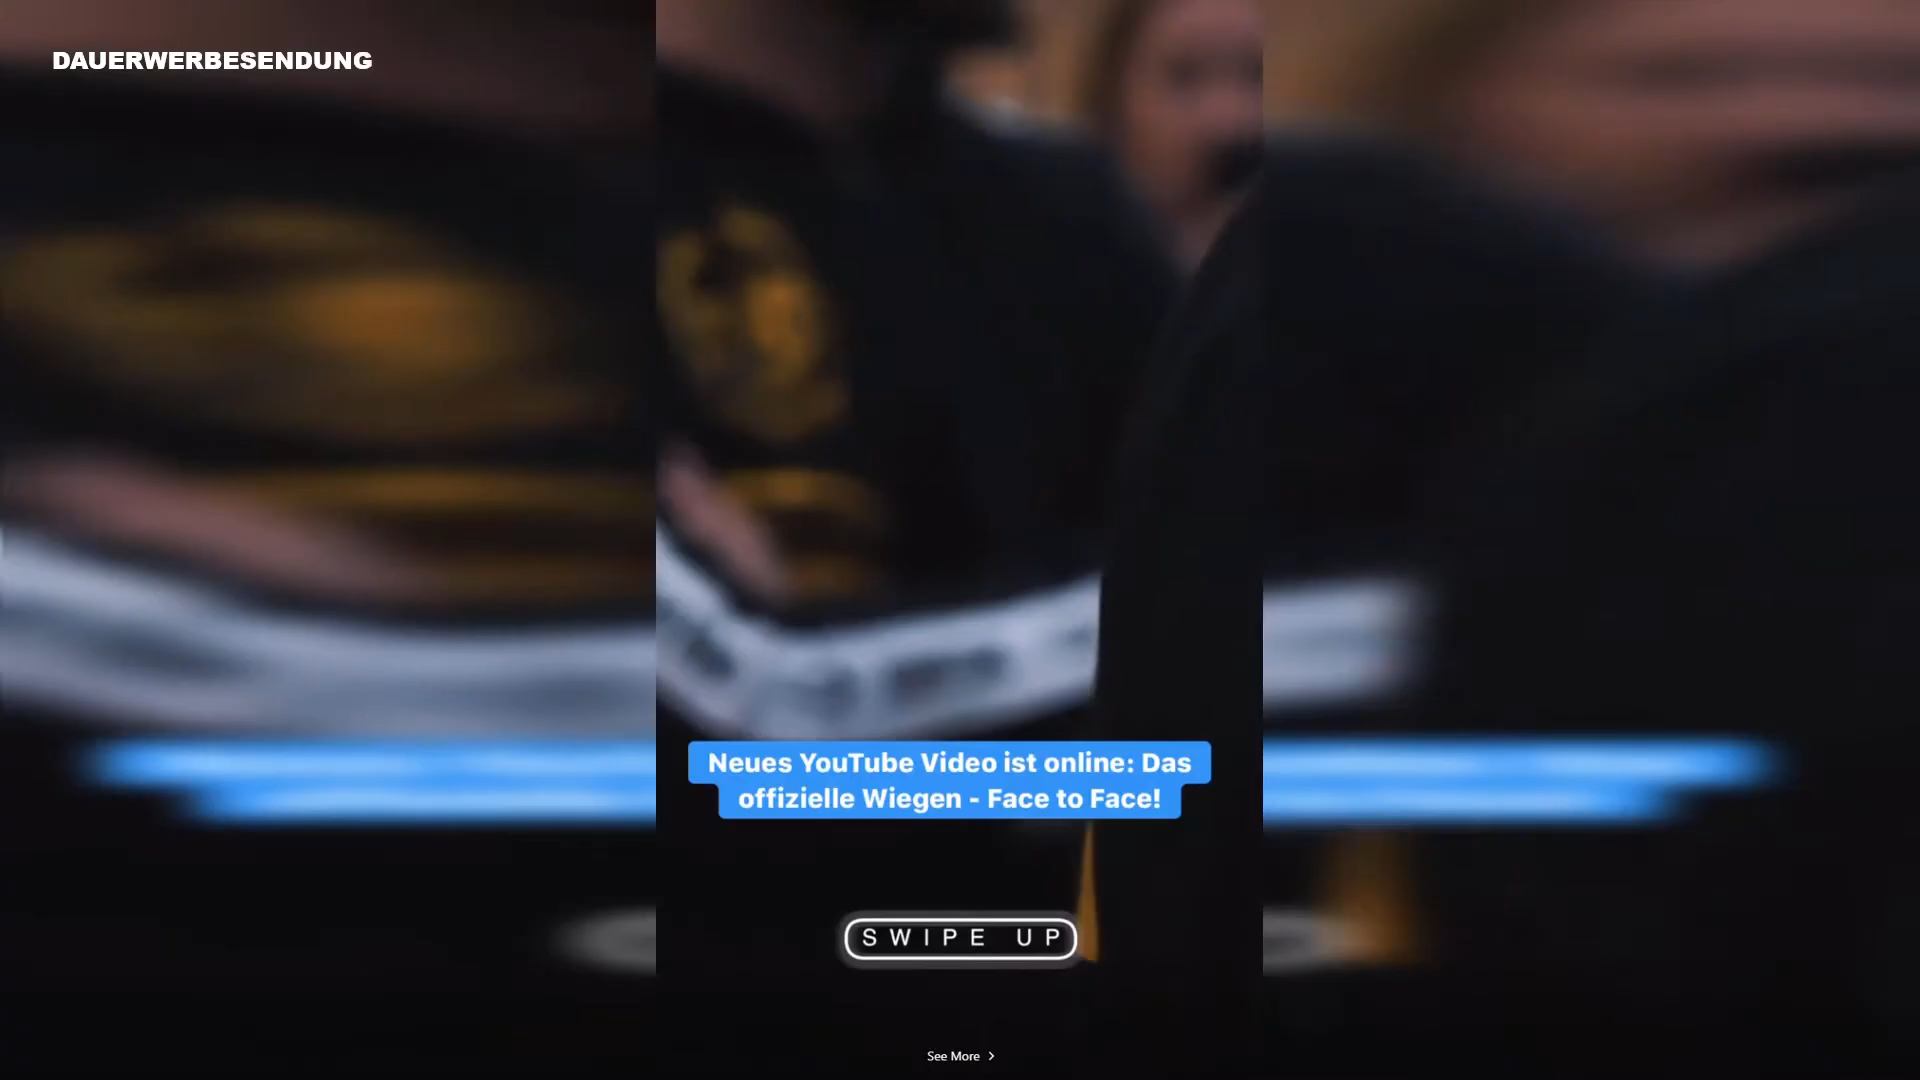 DAUERWERBESENDUNG
Neues YouTube Video ist online: Das
offizielle Wiegen - Face to Face!
SWIPE UP
See More